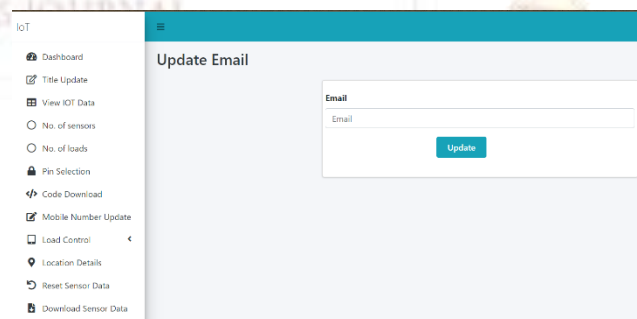 IoT
Dashboard
Title Update
View IOT Data
No. of sensors
No. of loads
Pin Selection
Code Download
Mobile Number Update
Load Control
Location Details
Reset Sensor Data
Download Sensor Data
Update Email
Email
Email
Update